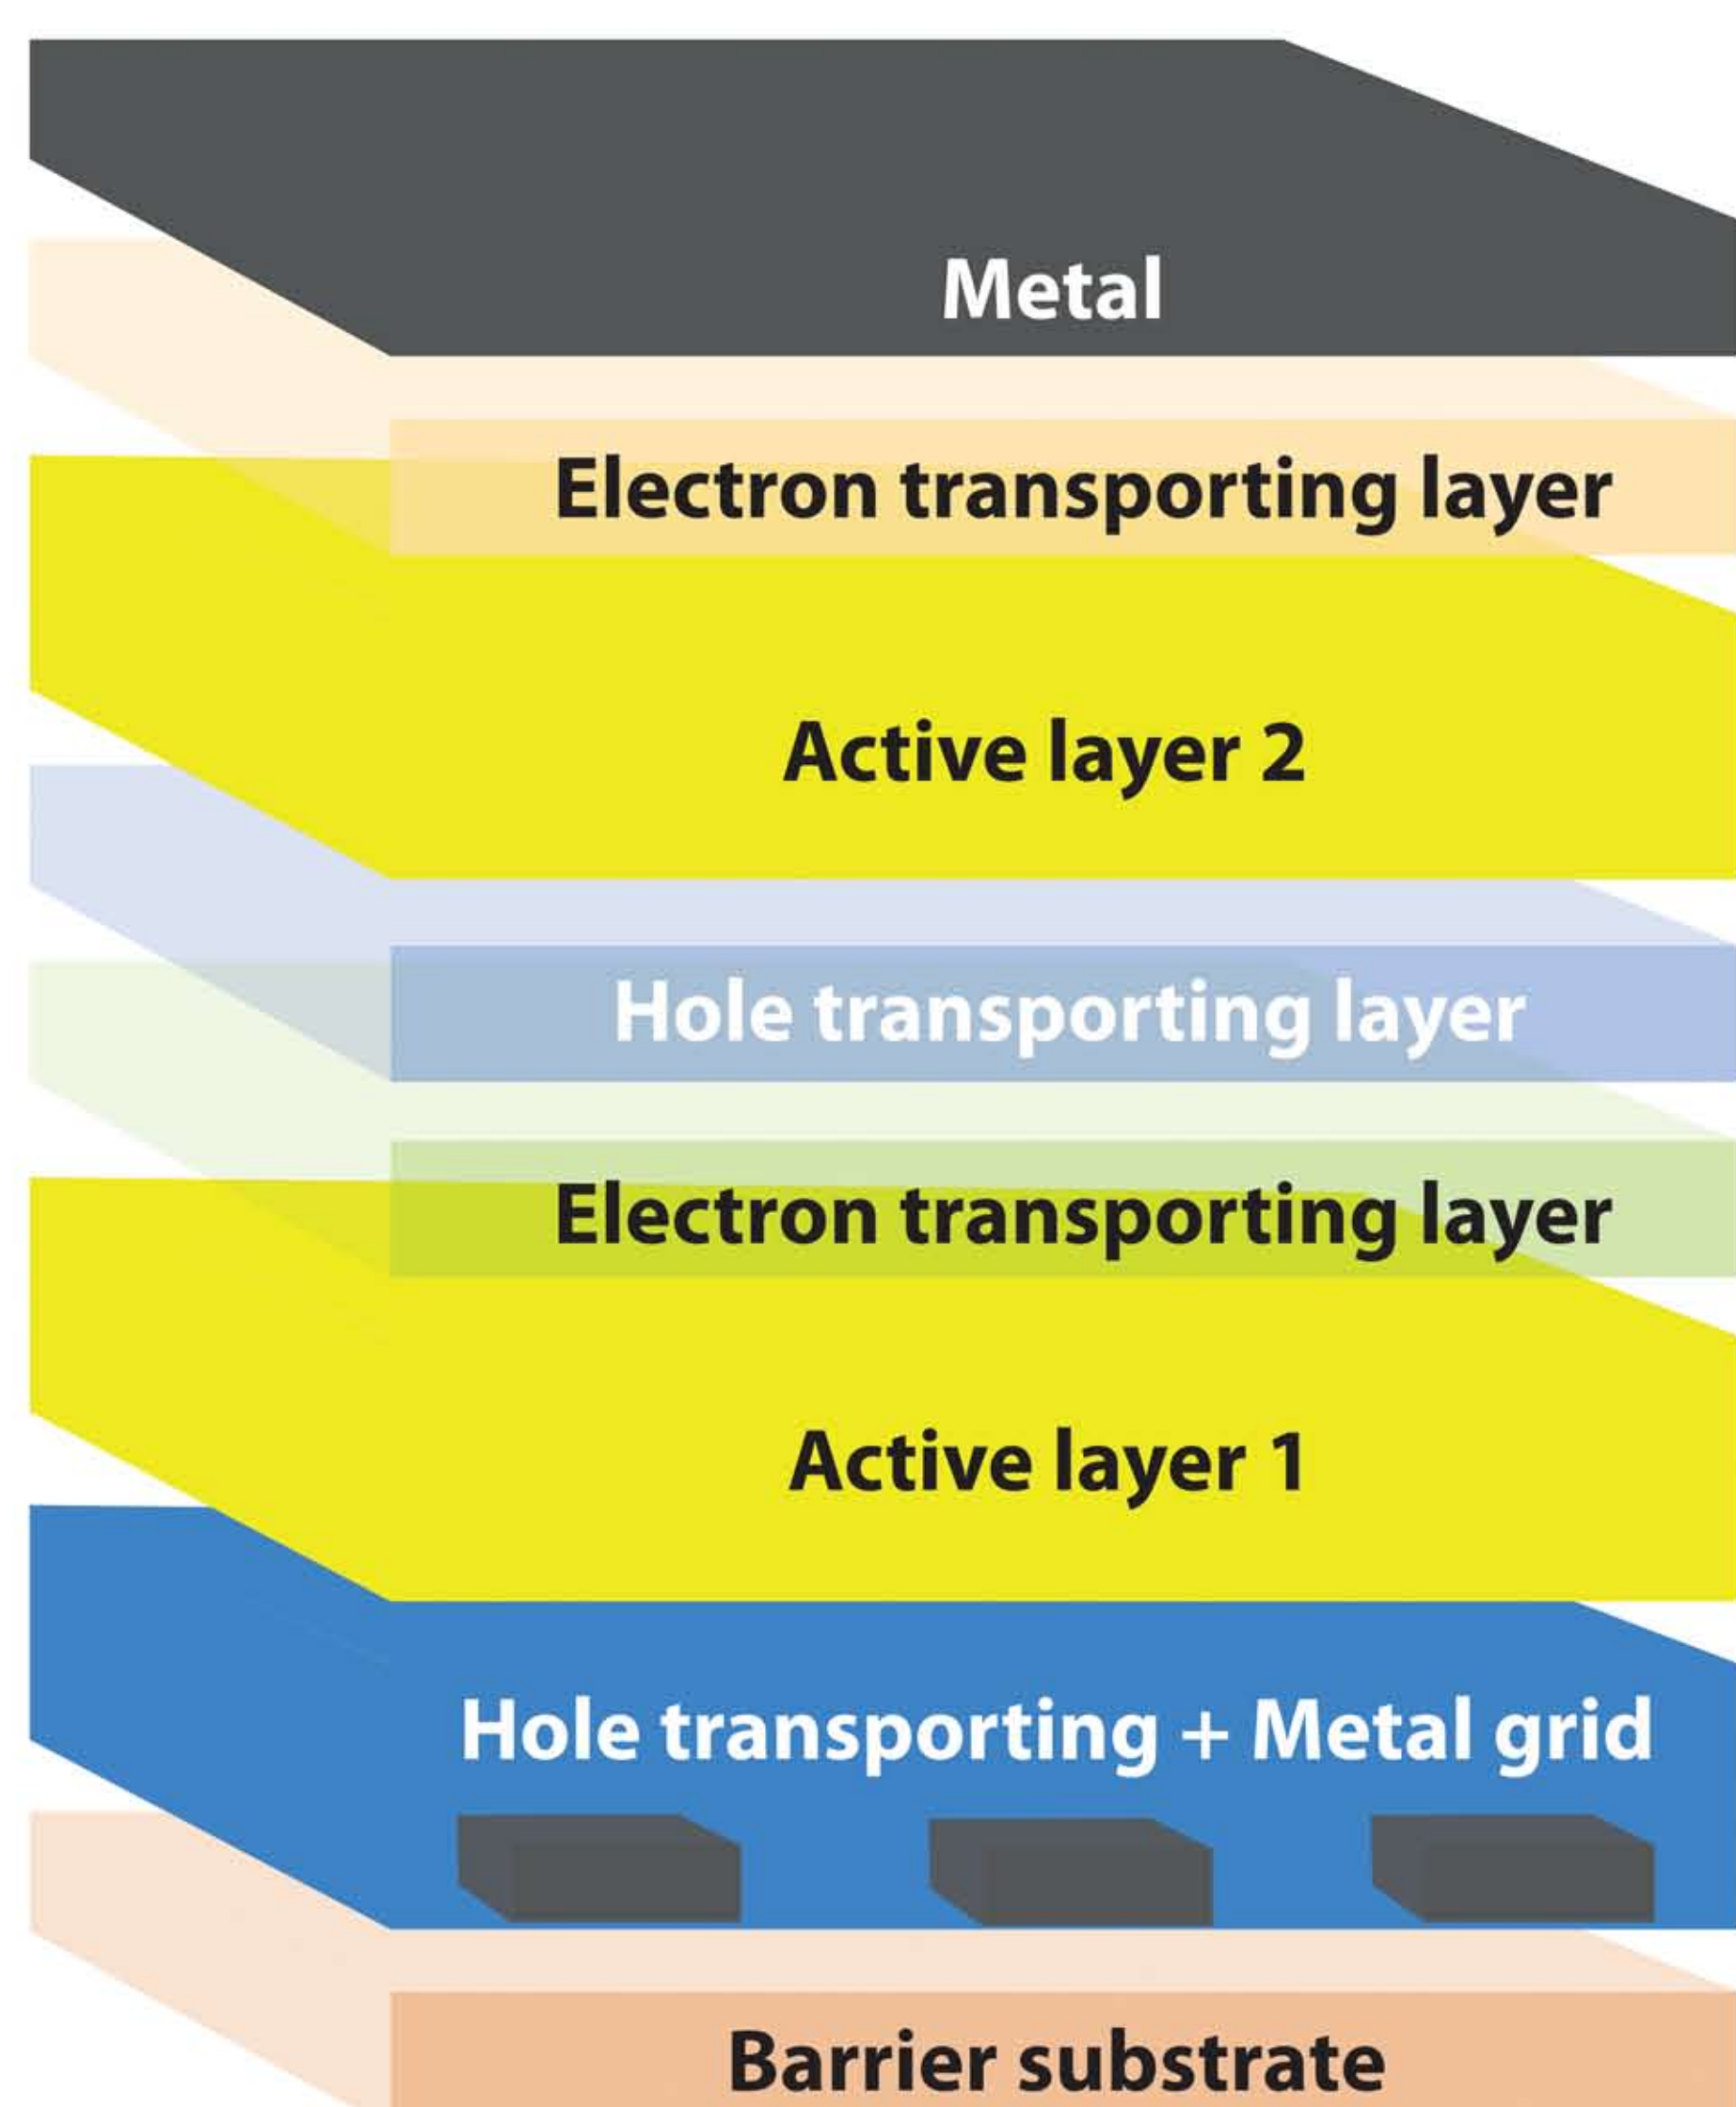 Metal
Electron transporting layer
Active layer 2
Hole transporting layer
Electron transporting layer
Active layer 1
Hole transporting + Metal grid
Barrier substrate